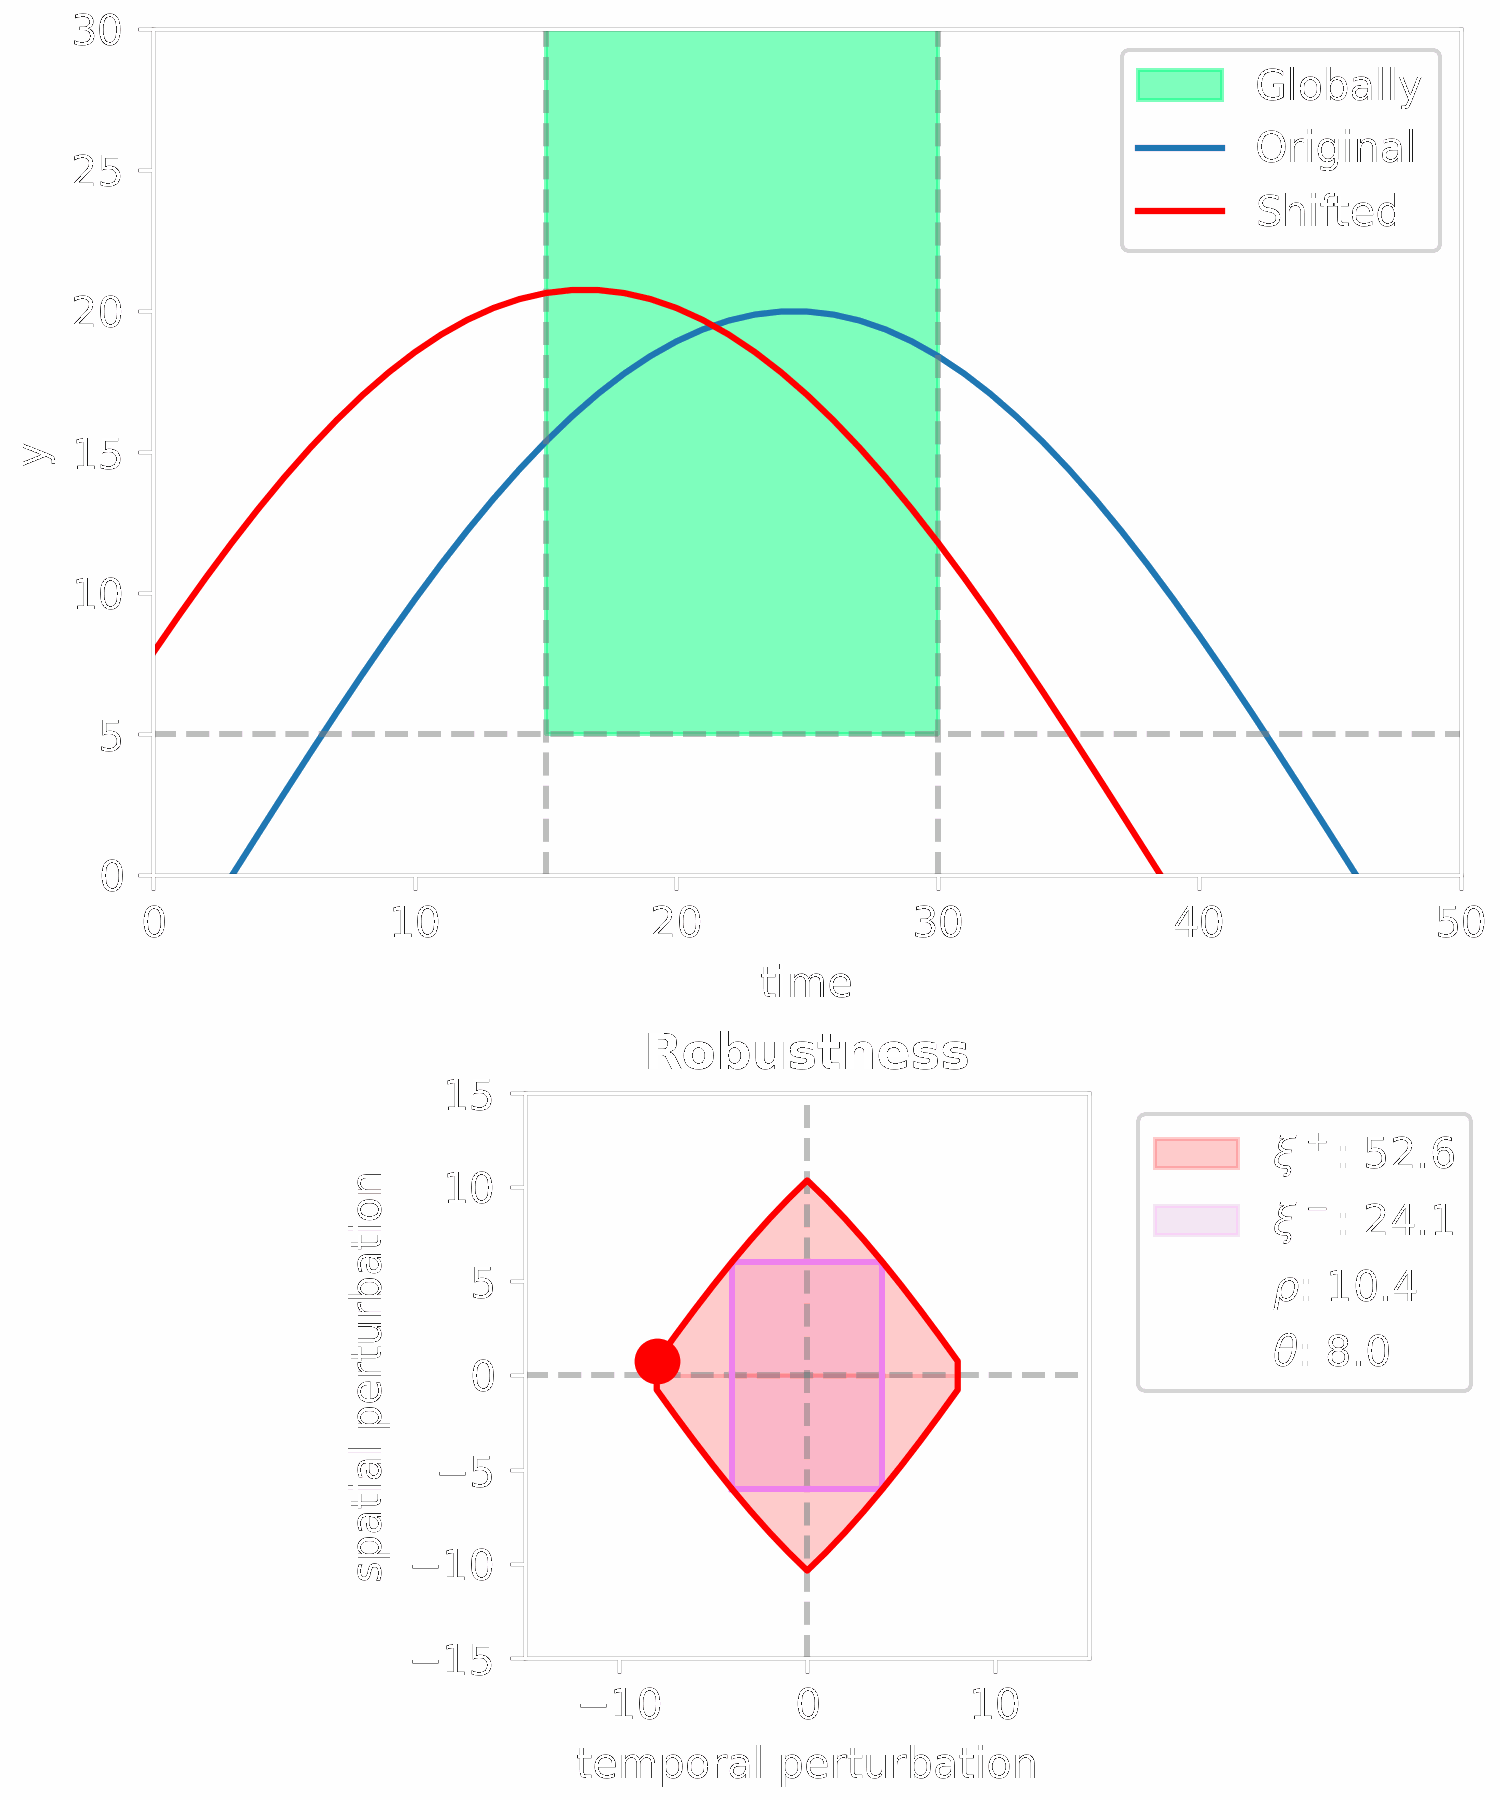 30
25
20
15
10
5
0
y
0 10 20 30 40 50
time
Globally
Original
Shifted
Robustness
15
10
5
0
−5
−10
−15
spatial perturbation
−10 0 10
temporal perturbation
ξ⁺: 52.6
ξ⁻: 24.1
ρ: 10.4
θ: 8.0